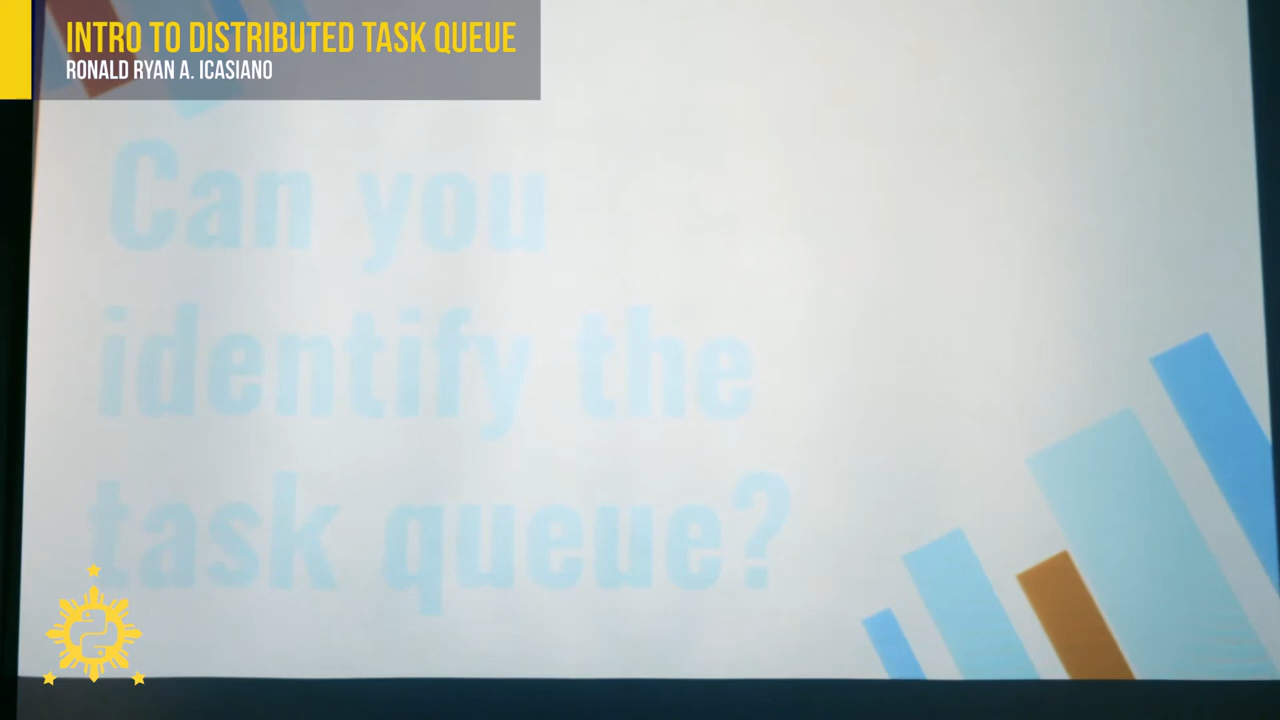 INTRO TO DISTRIBUTED TASK QUEUE
RONALD RYAN A. ICASIANO
Can you
identify the
task queue?